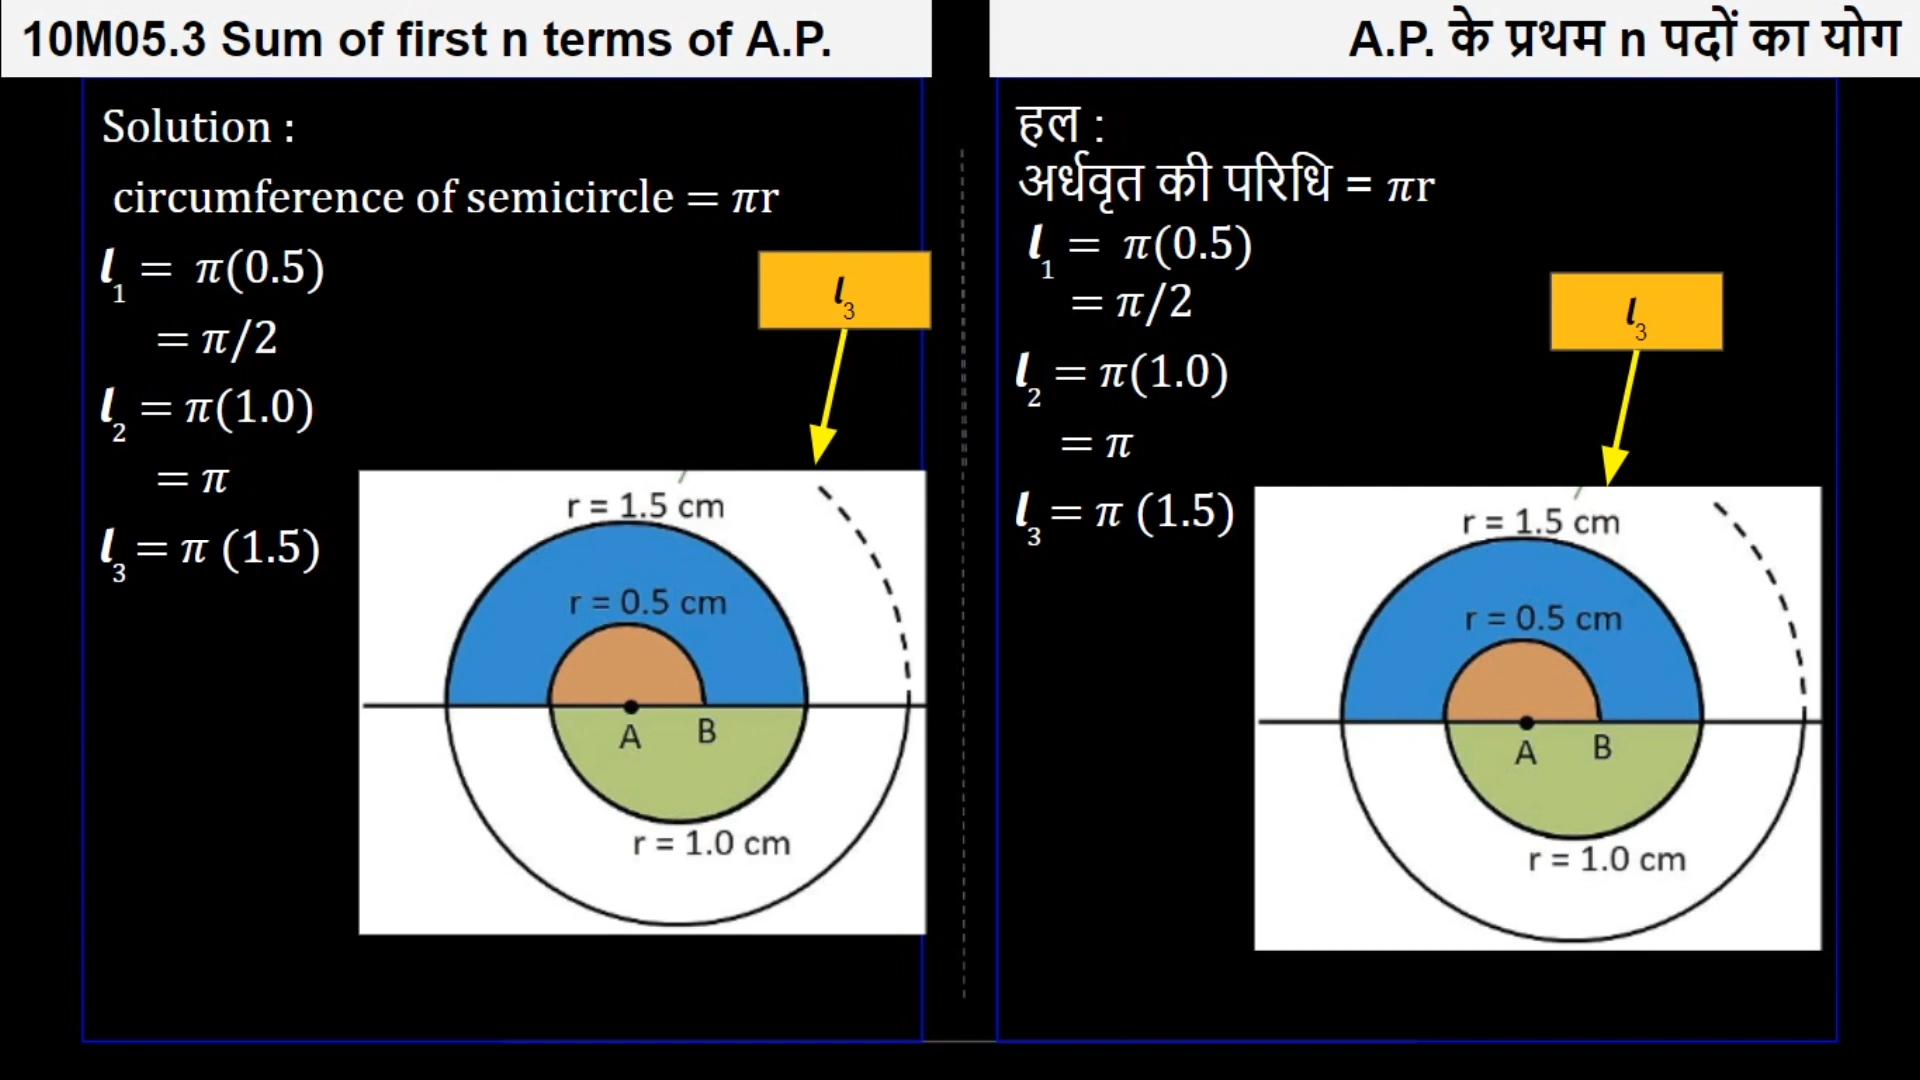 10M05.3 Sum of first n terms of A.P.
Solution :
circumference of semicircle = πr
l₁ = π(0.5)
= π/2
l₂ = π(1.0)
= π
l₃ = π (1.5)
l₃
r = 1.5 cm
r = 0.5 cm
A B
r = 1.0 cm
A.P. के प्रथम n पदों का योग
हल :
अर्धवृत की परिधि = πr
l₁ = π(0.5)
= π/2
l₂ = π(1.0)
= π
l₃ = π (1.5)
l₃
r = 1.5 cm
r = 0.5 cm
A B
r = 1.0 cm